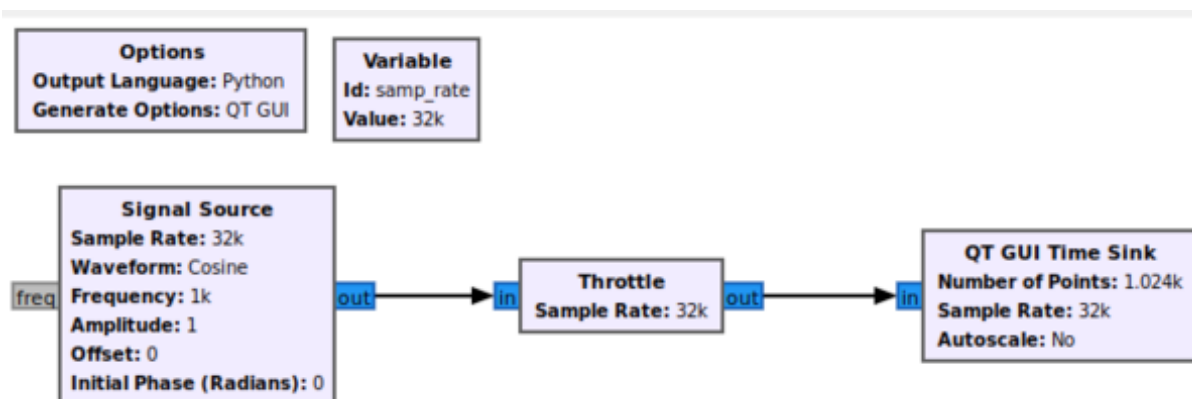 Options
Output Language: Python
Generate Options: QT GUI
Variable
Id: samp_rate
Value: 32k
Signal Source
Sample Rate: 32k
Waveform: Cosine
freq
Frequency: 1k
out
Amplitude: 1
Offset: 0
Initial Phase (Radians): 0
in
Throttle
Sample Rate: 32k
out
in
QT GUI Time Sink
Number of Points: 1.024k
Sample Rate: 32k
Autoscale: No